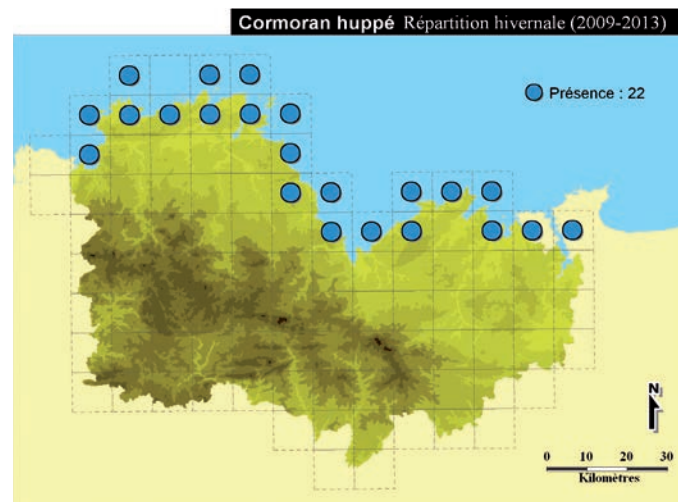 Cormoran huppé Répartition hivernale (2009-2013)
Présence : 22
N
0 10 20 30
Kilomètres